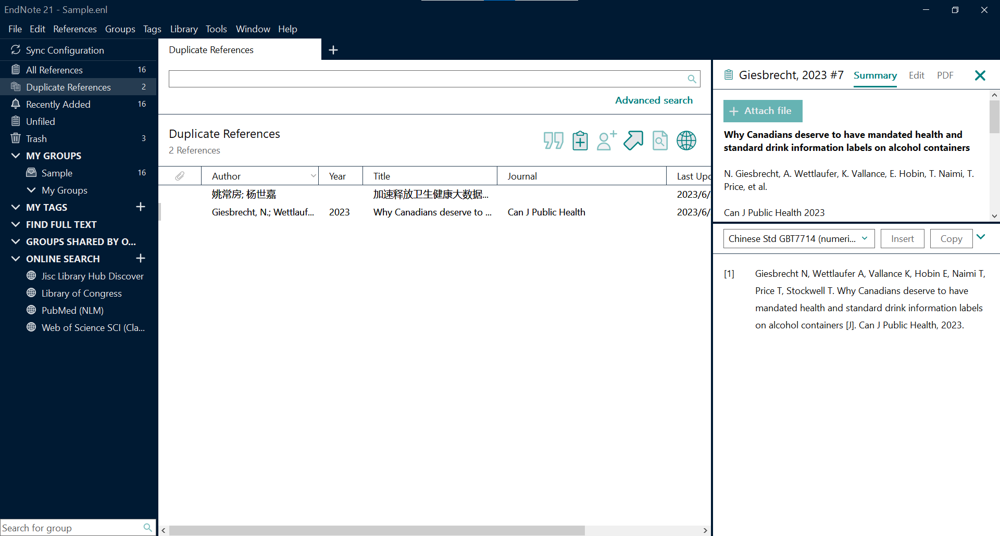 EndNote 21 - Sample.enl
File Edit References Groups Tags Library Tools Window Help
Sync Configuration
All References 16
Duplicate References 2
Recently Added 16
Unfiled
Trash 3
MY GROUPS
Sample 16
My Groups
MY TAGS
FIND FULL TEXT
GROUPS SHARED BY O...
ONLINE SEARCH
Jisc Library Hub Discover
Library of Congress
PubMed (NLM)
Web of Science SCI (Cla...
Search for group
Duplicate References
Advanced search
Duplicate References
2 References
Author Year Title Journal Last Upd
姚常房; 杨世嘉 加速释放卫生健康大数据... 2023/6/
Giesbrecht, N.; Wettlauf... 2023 Why Canadians deserve to ... Can J Public Health 2023/6/
Giesbrecht, 2023 #7 Summary Edit PDF
Attach file
Why Canadians deserve to have mandated health and
standard drink information labels on alcohol containers
N. Giesbrecht, A. Wettlaufer, K. Vallance, E. Hobin, T. Naimi, T.
Price, et al.
Can J Public Health 2023
Chinese Std GBT7714 (numeri... Insert Copy
[1] Giesbrecht N, Wettlaufer A, Vallance K, Hobin E, Naimi T,
Price T, Stockwell T. Why Canadians deserve to have
mandated health and standard drink information labels
on alcohol containers [J]. Can J Public Health, 2023.